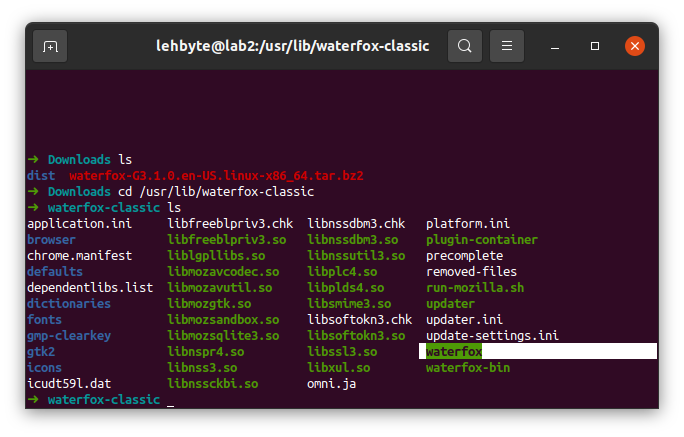 lehbyte@lab2:/usr/lib/waterfox-classic
➜ Downloads ls
dist waterfox-G3.1.0.en-US.linux-x86_64.tar.bz2
➜ Downloads cd /usr/lib/waterfox-classic
➜ waterfox-classic ls
application.ini libfreeblpriv3.chk libnssdbm3.chk platform.ini
browser libfreeblpriv3.so libnssdbm3.so plugin-container
chrome.manifest liblgpllibs.so libnssutil3.so precomplete
defaults libmozavcodec.so libplc4.so removed-files
dependentlibs.list libmozavutil.so libplds4.so run-mozilla.sh
dictionaries libmozgtk.so libsmime3.so updater
fonts libmozsandbox.so libsoftokn3.chk updater.ini
gmp-clearkey libmozsqlite3.so libsoftokn3.so update-settings.ini
gtk2 libnspr4.so libssl3.so waterfox
icons libnss3.so libxul.so waterfox-bin
icudt59l.dat libnssckbi.so omni.ja
➜ waterfox-classic _